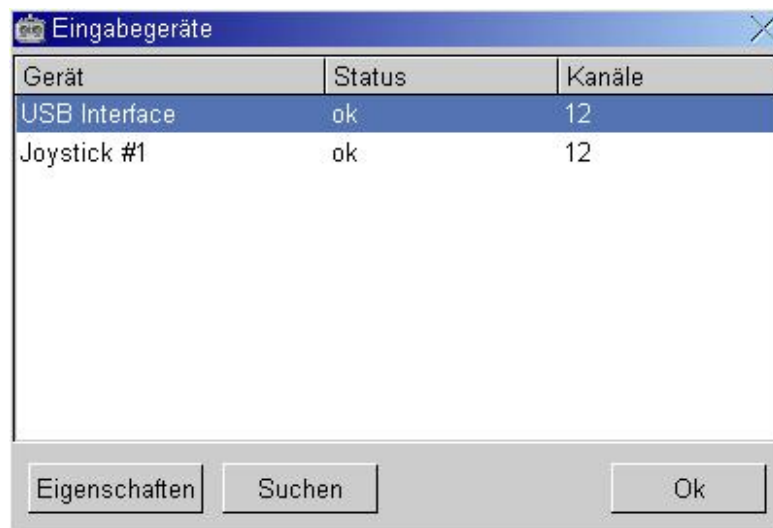 Eingabegeräte
Gerät Status Kanäle
USB Interface ok 12
Joystick #1 ok 12
Eigenschaften Suchen Ok